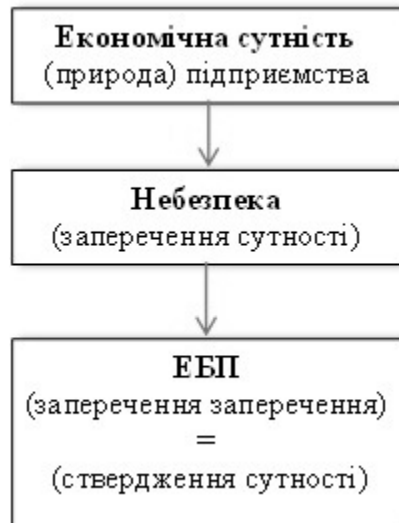 Економічна сутність
(природа) підприємства
Небезпека
(заперечення сутності)
ЕБП
(заперечення заперечення)
=
(ствердження сутності)